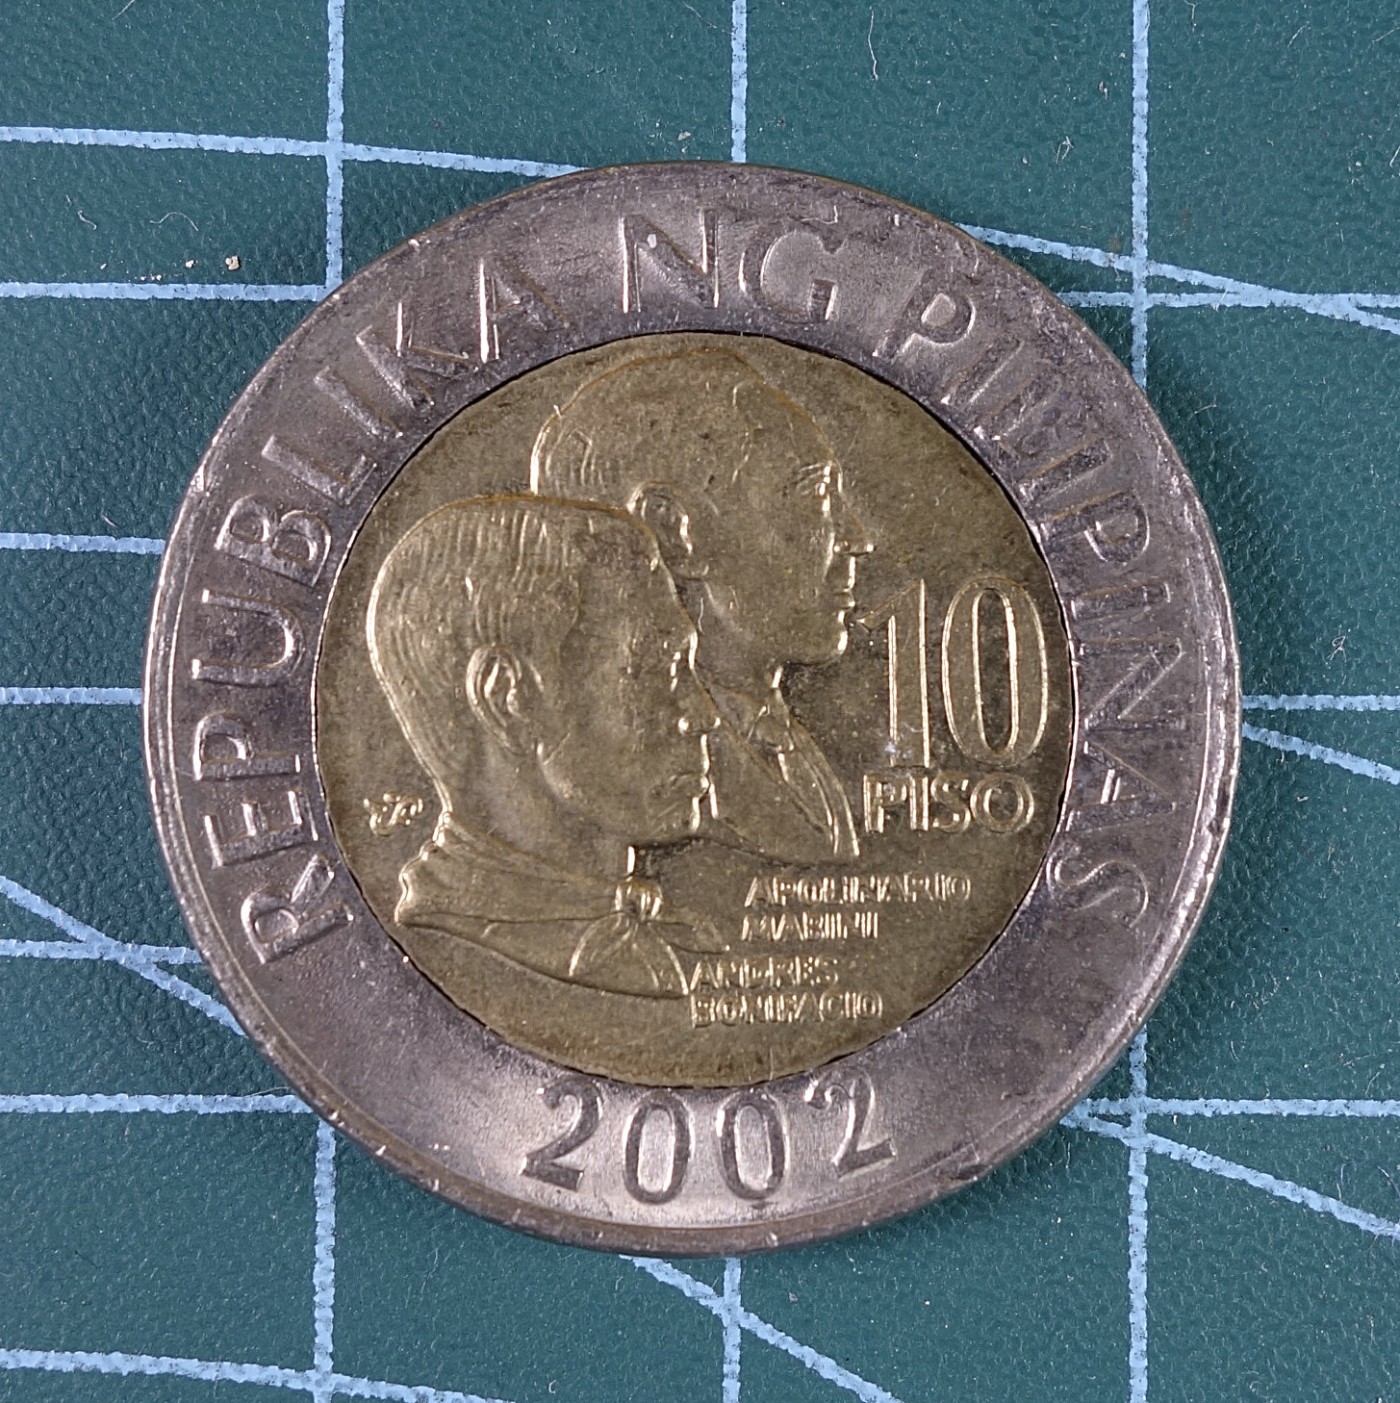 REPUBLIKA NG PILIPINAS
10
PISO
APOLINARIO
MABINI
ANDRES
BONIFACIO
2002